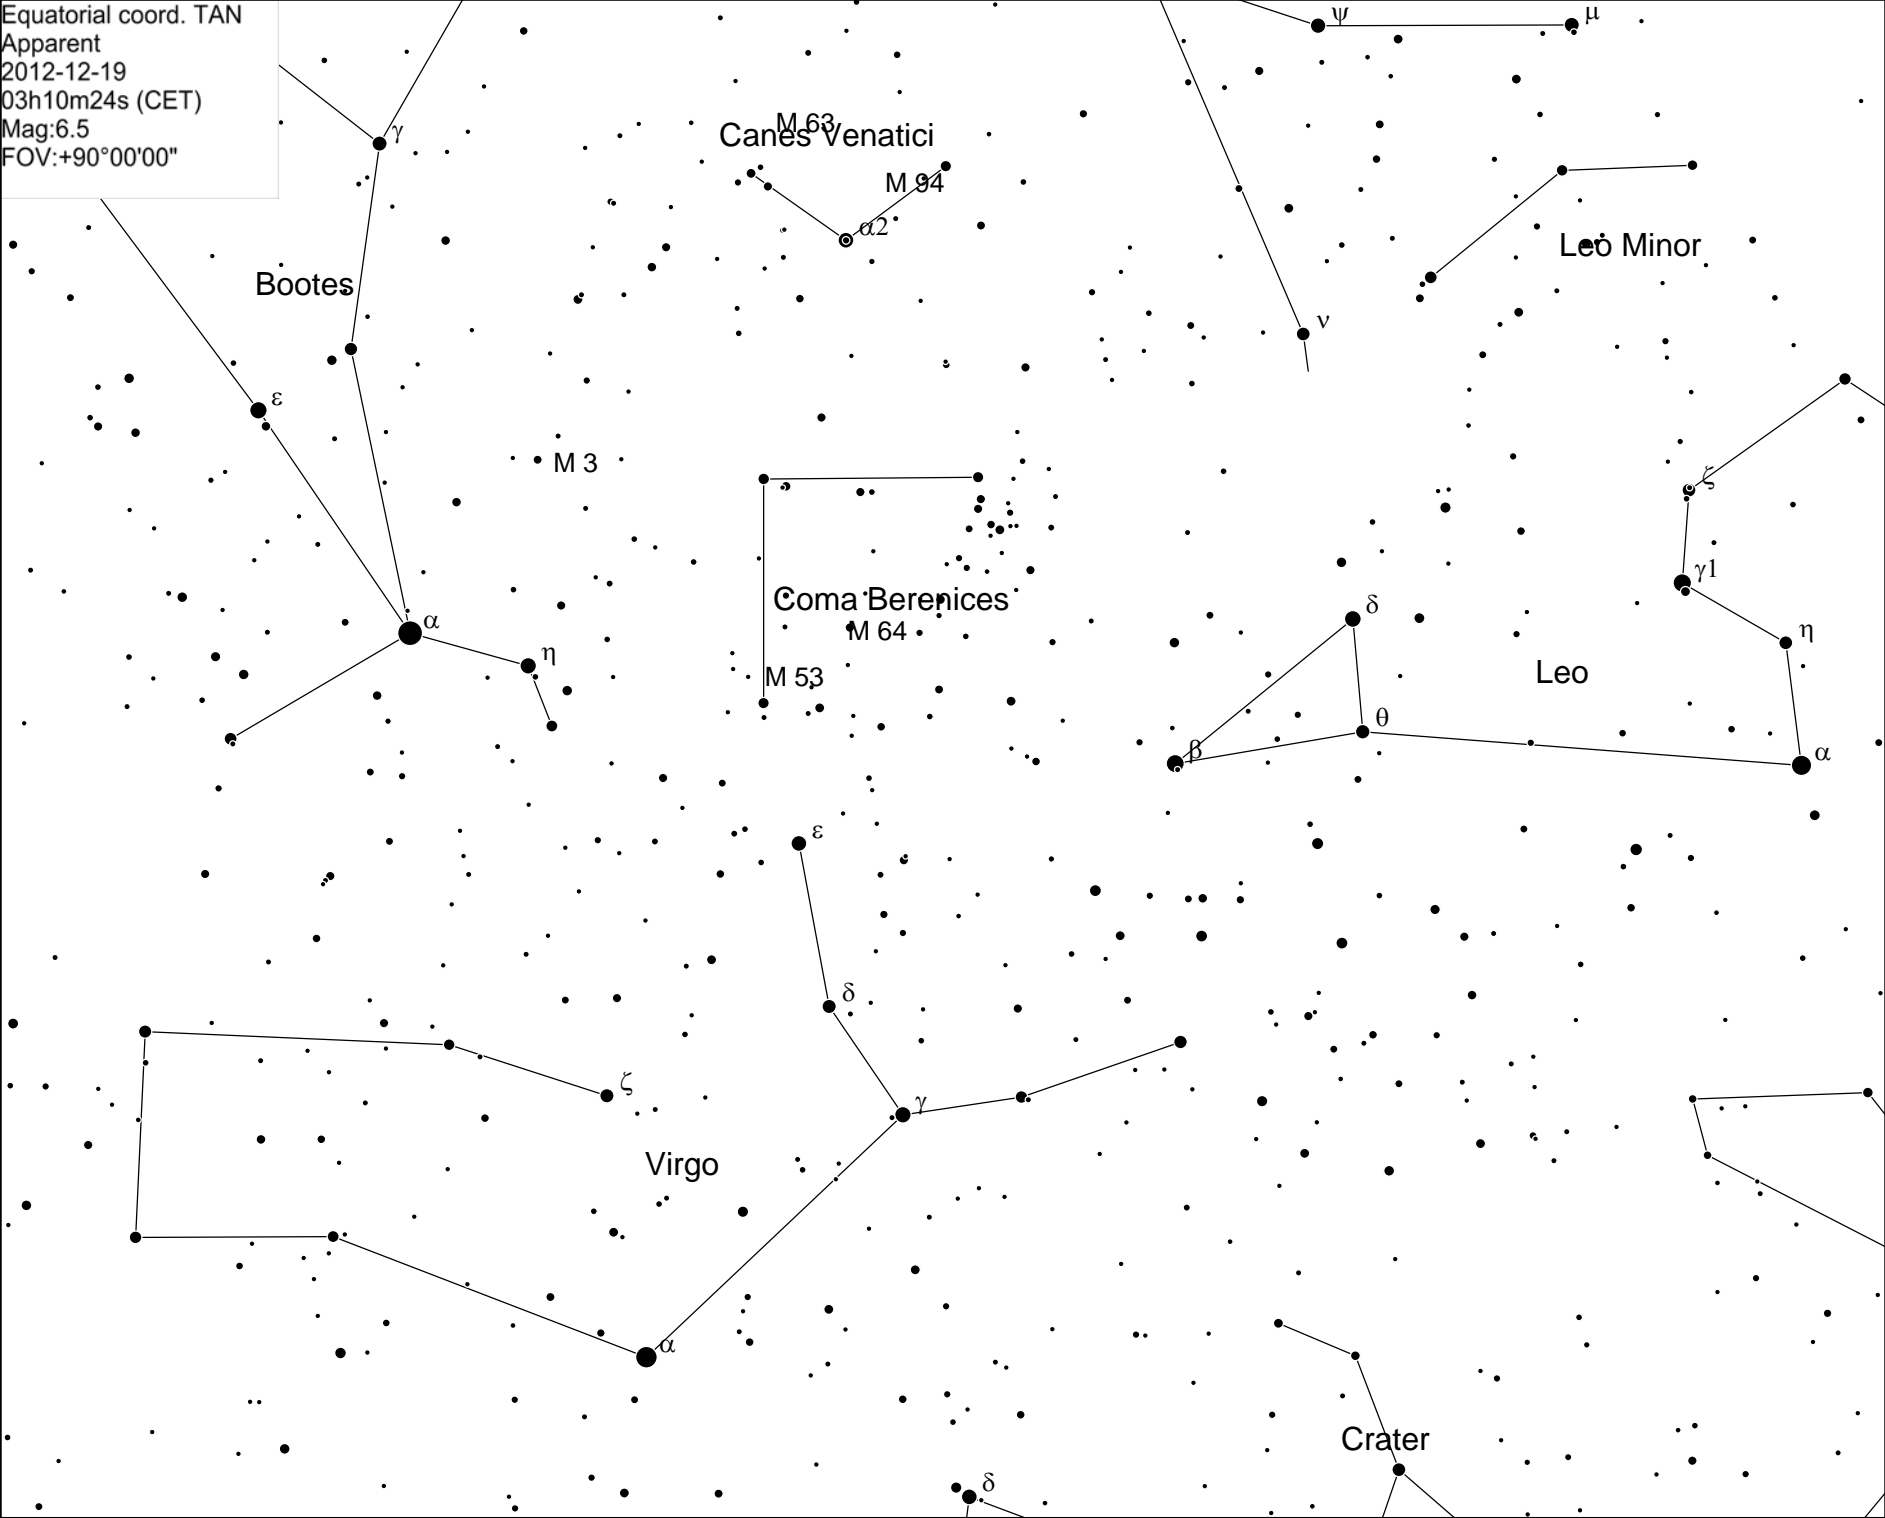 Equatorial coord. TAN
Apparent
2012-12-19
03h10m24s (CET)
Mag:6.5
FOV:+90°00'00"
ψ
μ
γ
M 63
Canes Venatici
M 94
α2
Leo Minor
Bootes
ν
ε
M 3
ζ
γ1
Coma Berenices
δ
α
M 64
η
η
Leo
M 53
θ
β
α
ε
δ
ζ
γ
Virgo
α
Crater
δ